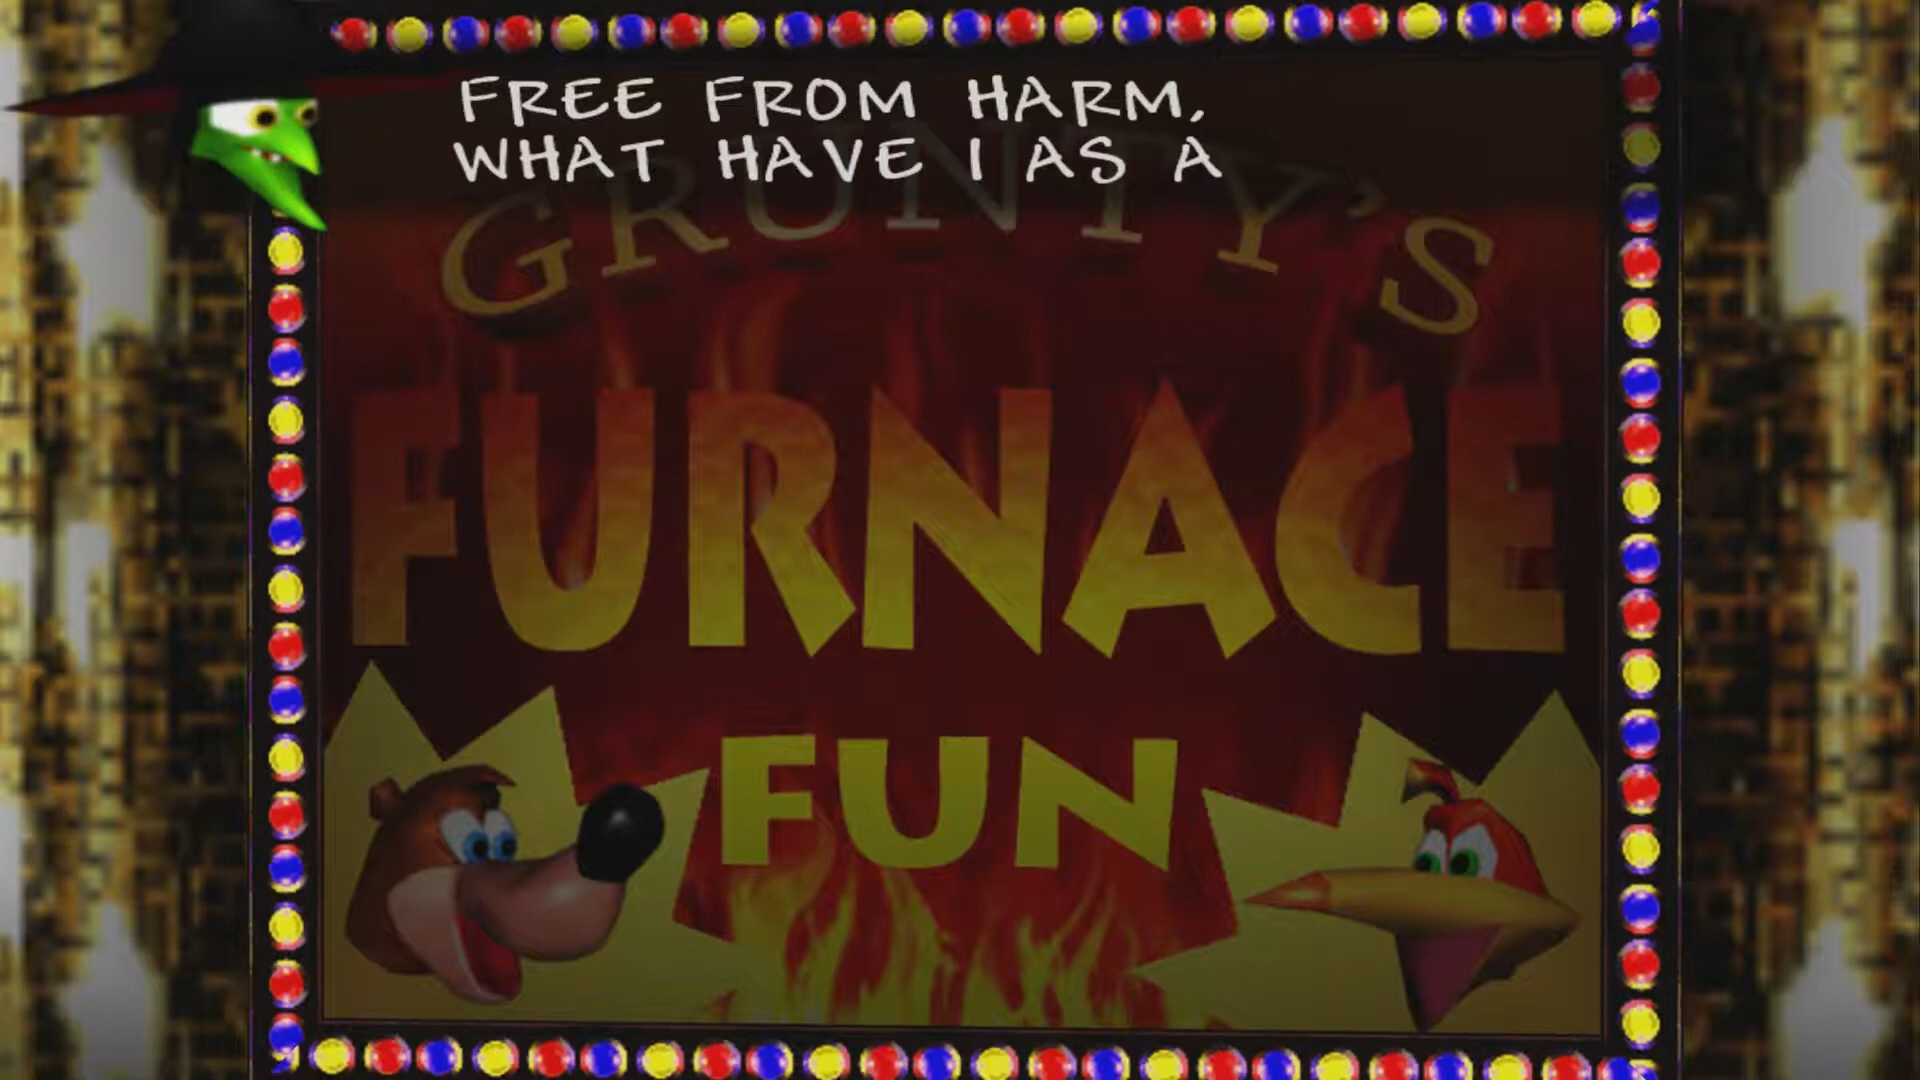 FREE FROM HARM,
WHAT HAVE I AS A
GRUNTY'S
FURNACE
FUN